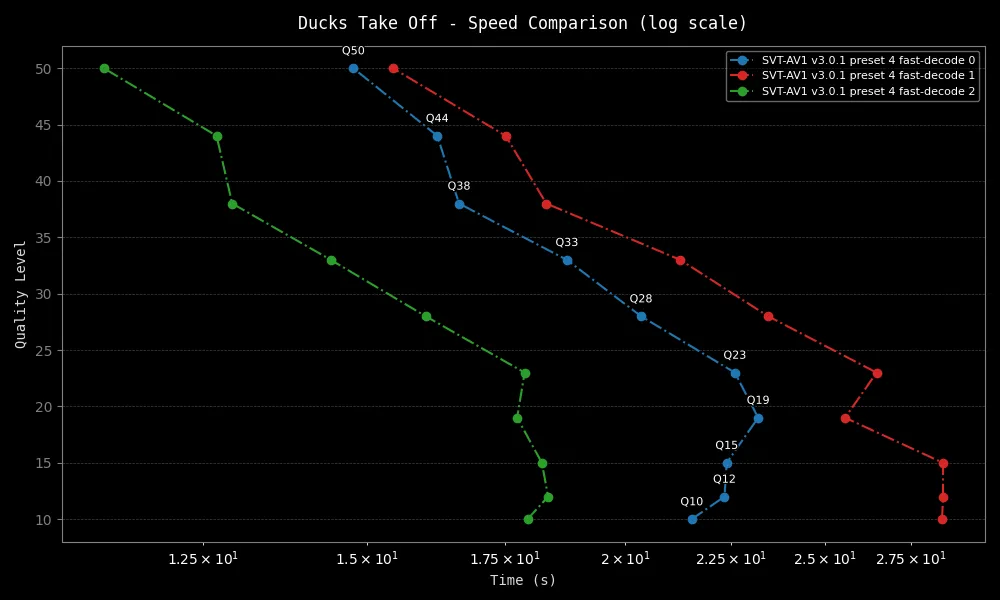 Ducks Take Off - Speed Comparison (log scale)
SVT-AV1 v3.0.1 preset 4 fast-decode 0
SVT-AV1 v3.0.1 preset 4 fast-decode 1
SVT-AV1 v3.0.1 preset 4 fast-decode 2
Quality Level
50
45
40
35
30
25
20
15
10
Q50
Q44
Q38
Q33
Q28
Q23
Q19
Q15
Q12
Q10
1.25 × 10¹
1.5 × 10¹
1.75 × 10¹
2 × 10¹
2.25 × 10¹
2.5 × 10¹
2.75 × 10¹
Time (s)